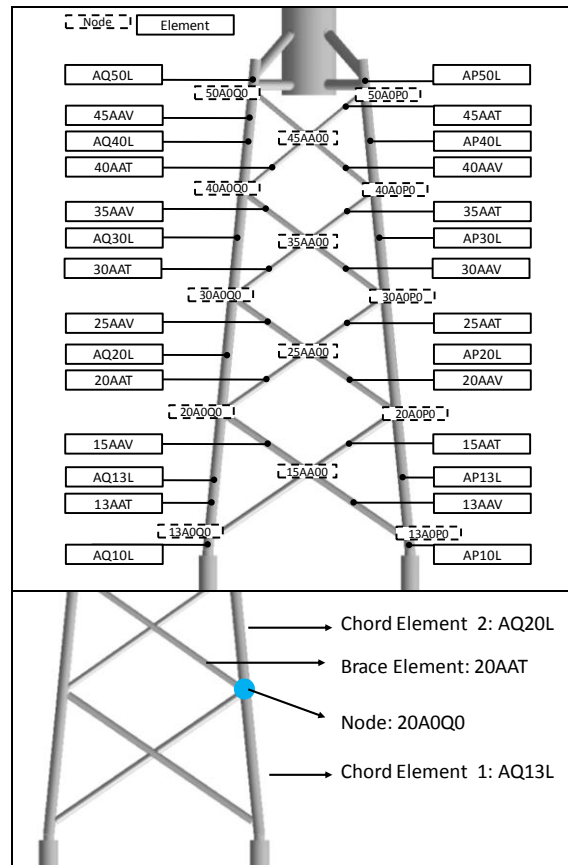 Node Element
AQ50L AP50L
50A0Q0 50A0P0
45AAV 45AAT
AQ40L 45AA00 AP40L
40AAT 40AAV
40A0Q0 40A0P0
35AAV 35AAT
AQ30L 35AA00 AP30L
30AAT 30AAV
30A0Q0 30A0P0
25AAV 25AAT
AQ20L 25AA00 AP20L
20AAT 20AAV
20A0Q0 20A0P0
15AAV 15AAT
AQ13L 15AA00 AP13L
13AAT 13AAV
13A0Q0 13A0P0
AQ10L AP10L
Chord Element 2: AQ20L
Brace Element: 20AAT
Node: 20A0Q0
Chord Element 1: AQ13L